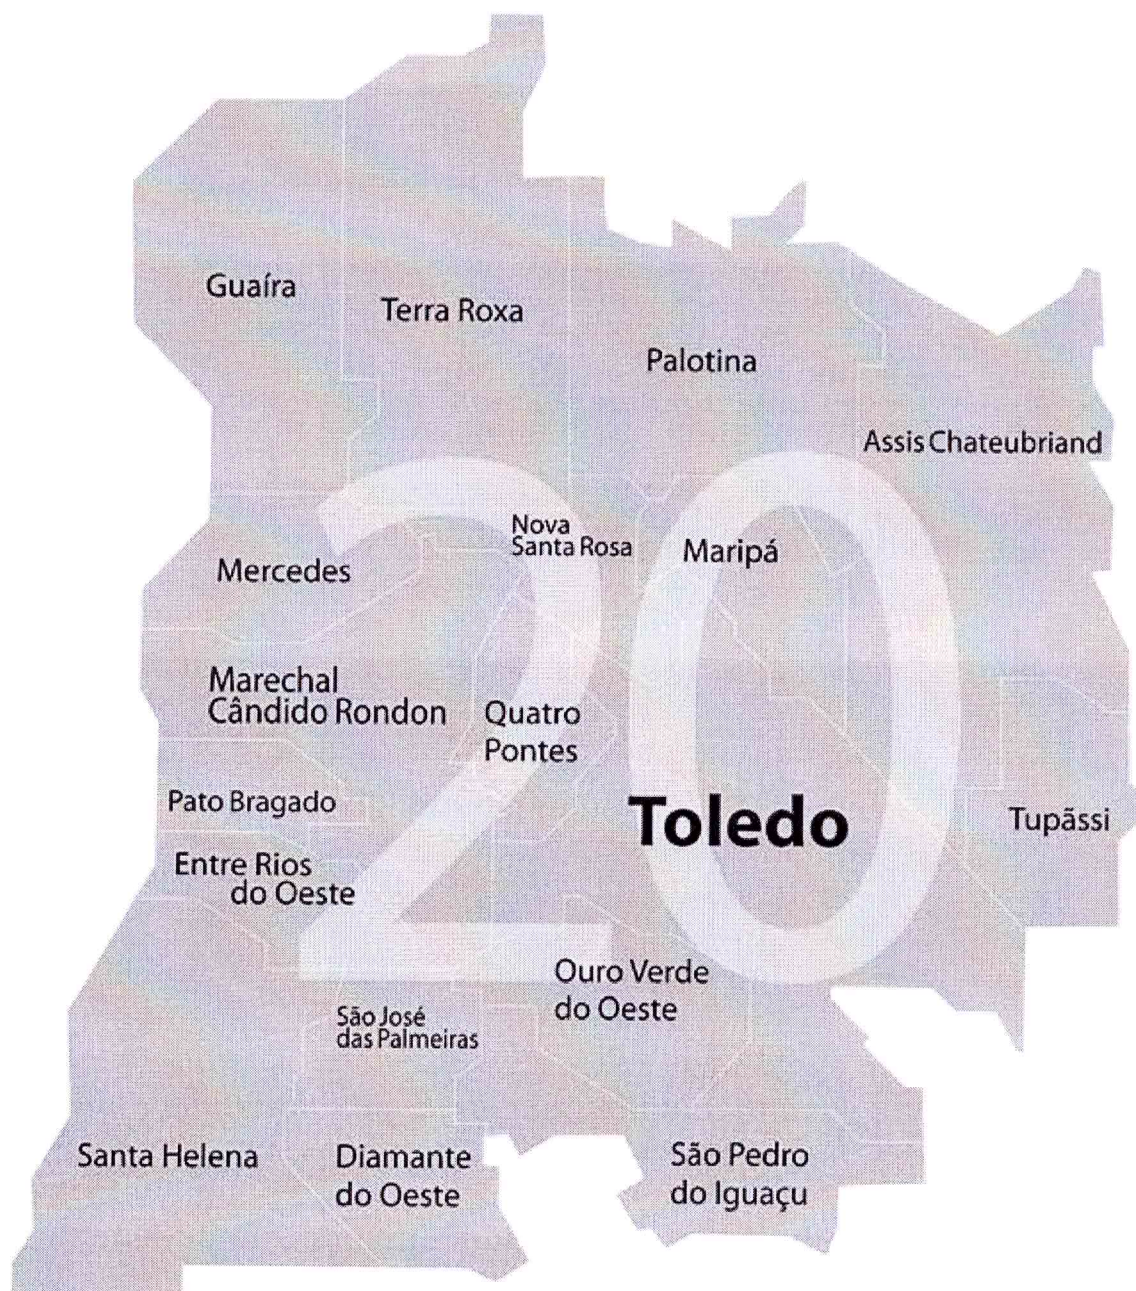 Guaíra
Terra Roxa
Palotina
Assis Chateubriand
Nova
Santa Rosa
Maripá
Mercedes
20
Marechal
Cândido Rondon
Quatro
Pontes
Pato Bragado
Toledo
Tupãssi
Entre Rios
do Oeste
Ouro Verde
do Oeste
São José
das Palmeiras
Santa Helena
Diamante
do Oeste
São Pedro
do Iguaçu